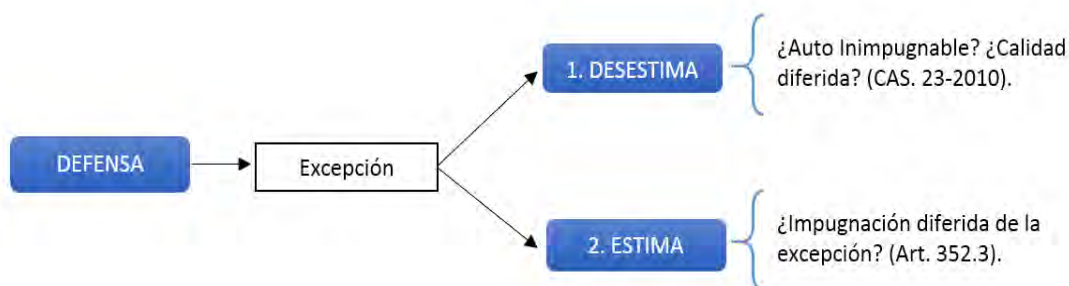 DEFENSA
Excepción
1. DESESTIMA
¿Auto Inimpugnable? ¿Calidad
diferida? (CAS. 23-2010).
2. ESTIMA
¿Impugnación diferida de la
excepción? (Art. 352.3).